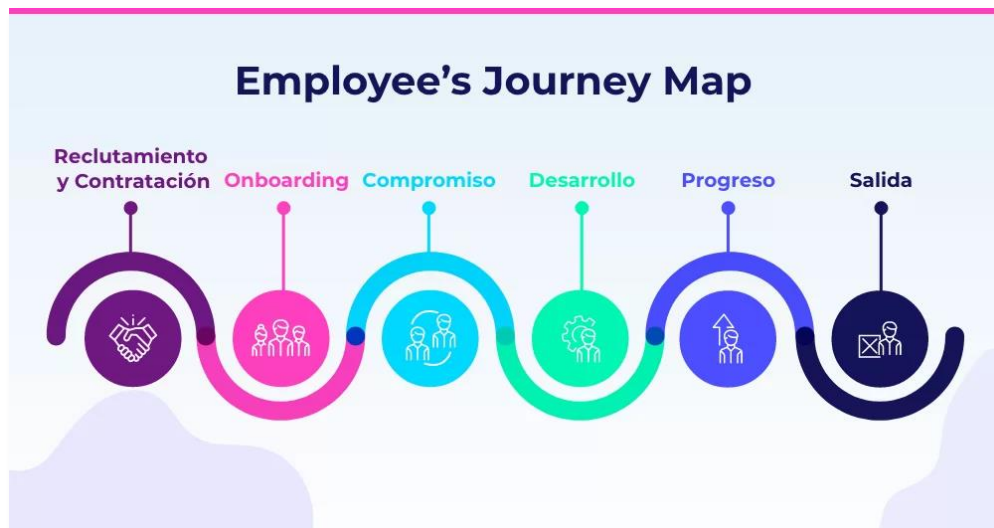 Employee’s Journey Map
Reclutamiento
y Contratación
Onboarding
Compromiso
Desarrollo
Progreso
Salida